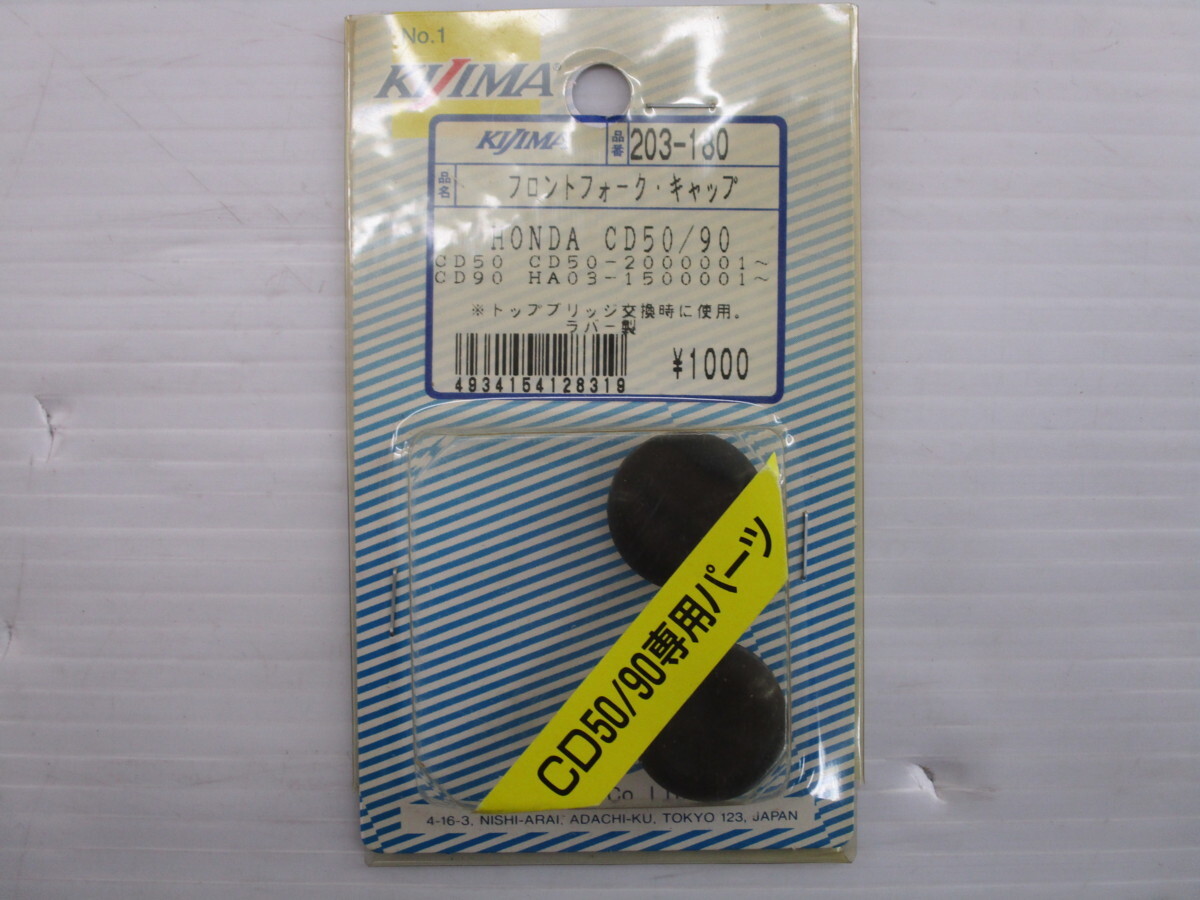 No.1
KIJIMA
KIJIMA 品番 203-180
品名 フロントフォーク・キャップ
HONDA CD50/90
CD50 CD50-2000001~
CD90 HA03-1500001~
※トップブリッジ交換時に使用。
ラバー製
¥1000
4934154128319
CD50/90専用パーツ
Co.
4-16-3, NISHI-ARAI, ADACHI-KU, TOKYO 123, JAPAN